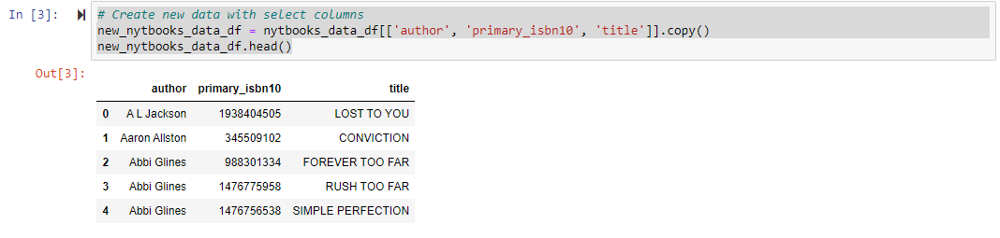 In [3]:
# Create new data with select columns
new_nytbooks_data_df = nytbooks_data_df[['author', 'primary_isbn10', 'title']].copy()
new_nytbooks_data_df.head()
Out[3]:
author primary_isbn10 title
0 A L Jackson 1938404505 LOST TO YOU
1 Aaron Allston 345509102 CONVICTION
2 Abbi Glines 988301334 FOREVER TOO FAR
3 Abbi Glines 1476775958 RUSH TOO FAR
4 Abbi Glines 1476756538 SIMPLE PERFECTION